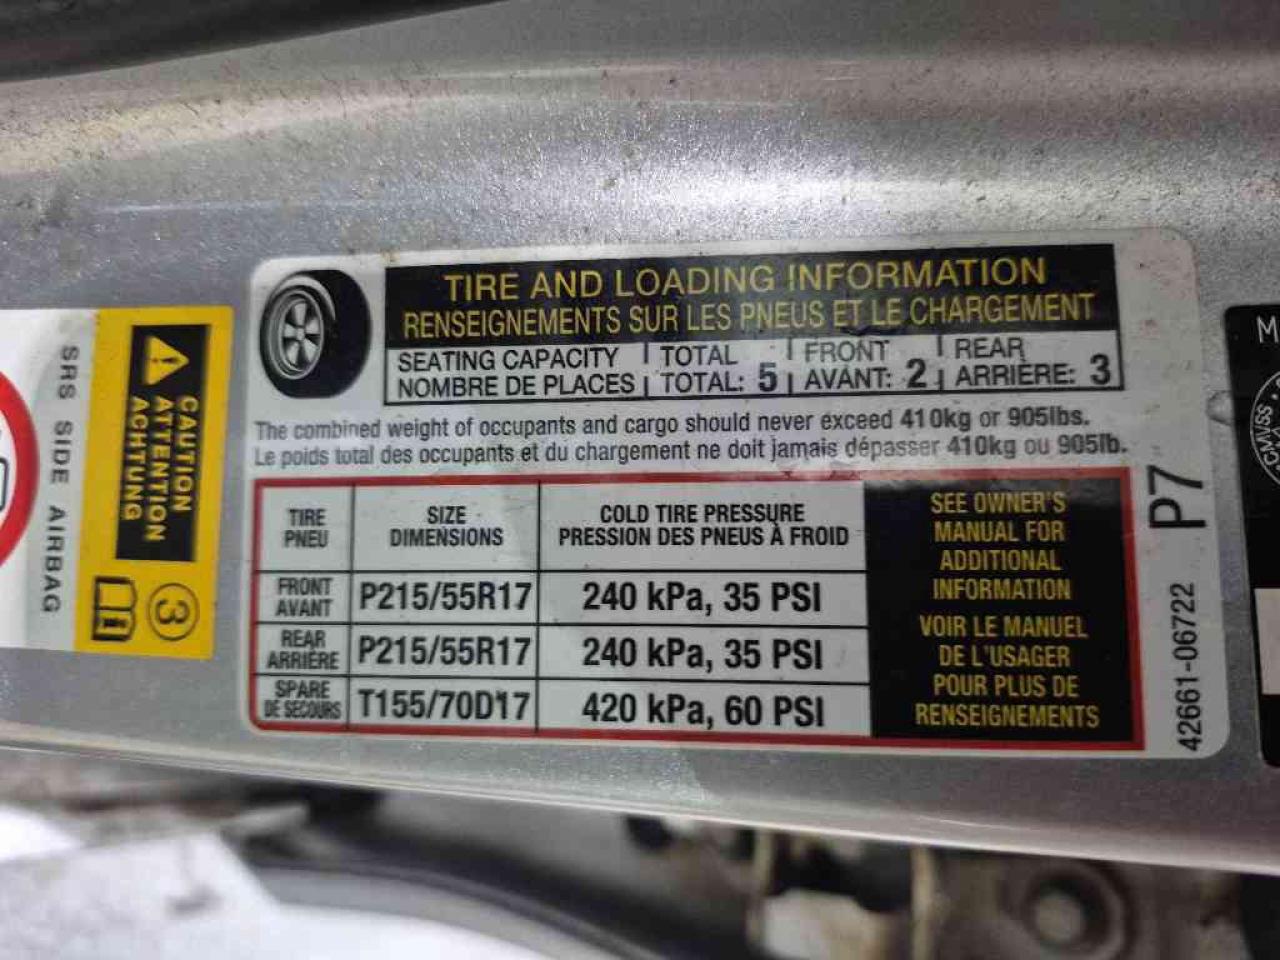 TIRE AND LOADING INFORMATION
RENSEIGNEMENTS SUR LES PNEUS ET LE CHARGEMENT
SEATING CAPACITY | TOTAL | FRONT | REAR
NOMBRE DE PLACES | TOTAL: 5 | AVANT: 2 | ARRIÈRE: 3
The combined weight of occupants and cargo should never exceed 410kg or 905lbs.
Le poids total des occupants et du chargement ne doit jamais dépasser 410kg ou 905lb.
TIRE
PNEU
SIZE
DIMENSIONS
COLD TIRE PRESSURE
PRESSION DES PNEUS À FROID
FRONT
AVANT
P215/55R17
240 kPa, 35 PSI
REAR
ARRIÈRE
P215/55R17
240 kPa, 35 PSI
SPARE
DE SECOURS
T155/70D17
420 kPa, 60 PSI
SEE OWNER'S
MANUAL FOR
ADDITIONAL
INFORMATION
VOIR LE MANUEL
DE L'USAGER
POUR PLUS DE
RENSEIGNEMENTS
P7
42661-06722
CAUTION
ATTENTION
ACHTUNG
3
SRS SIDE AIRBAG
M
CMVSS